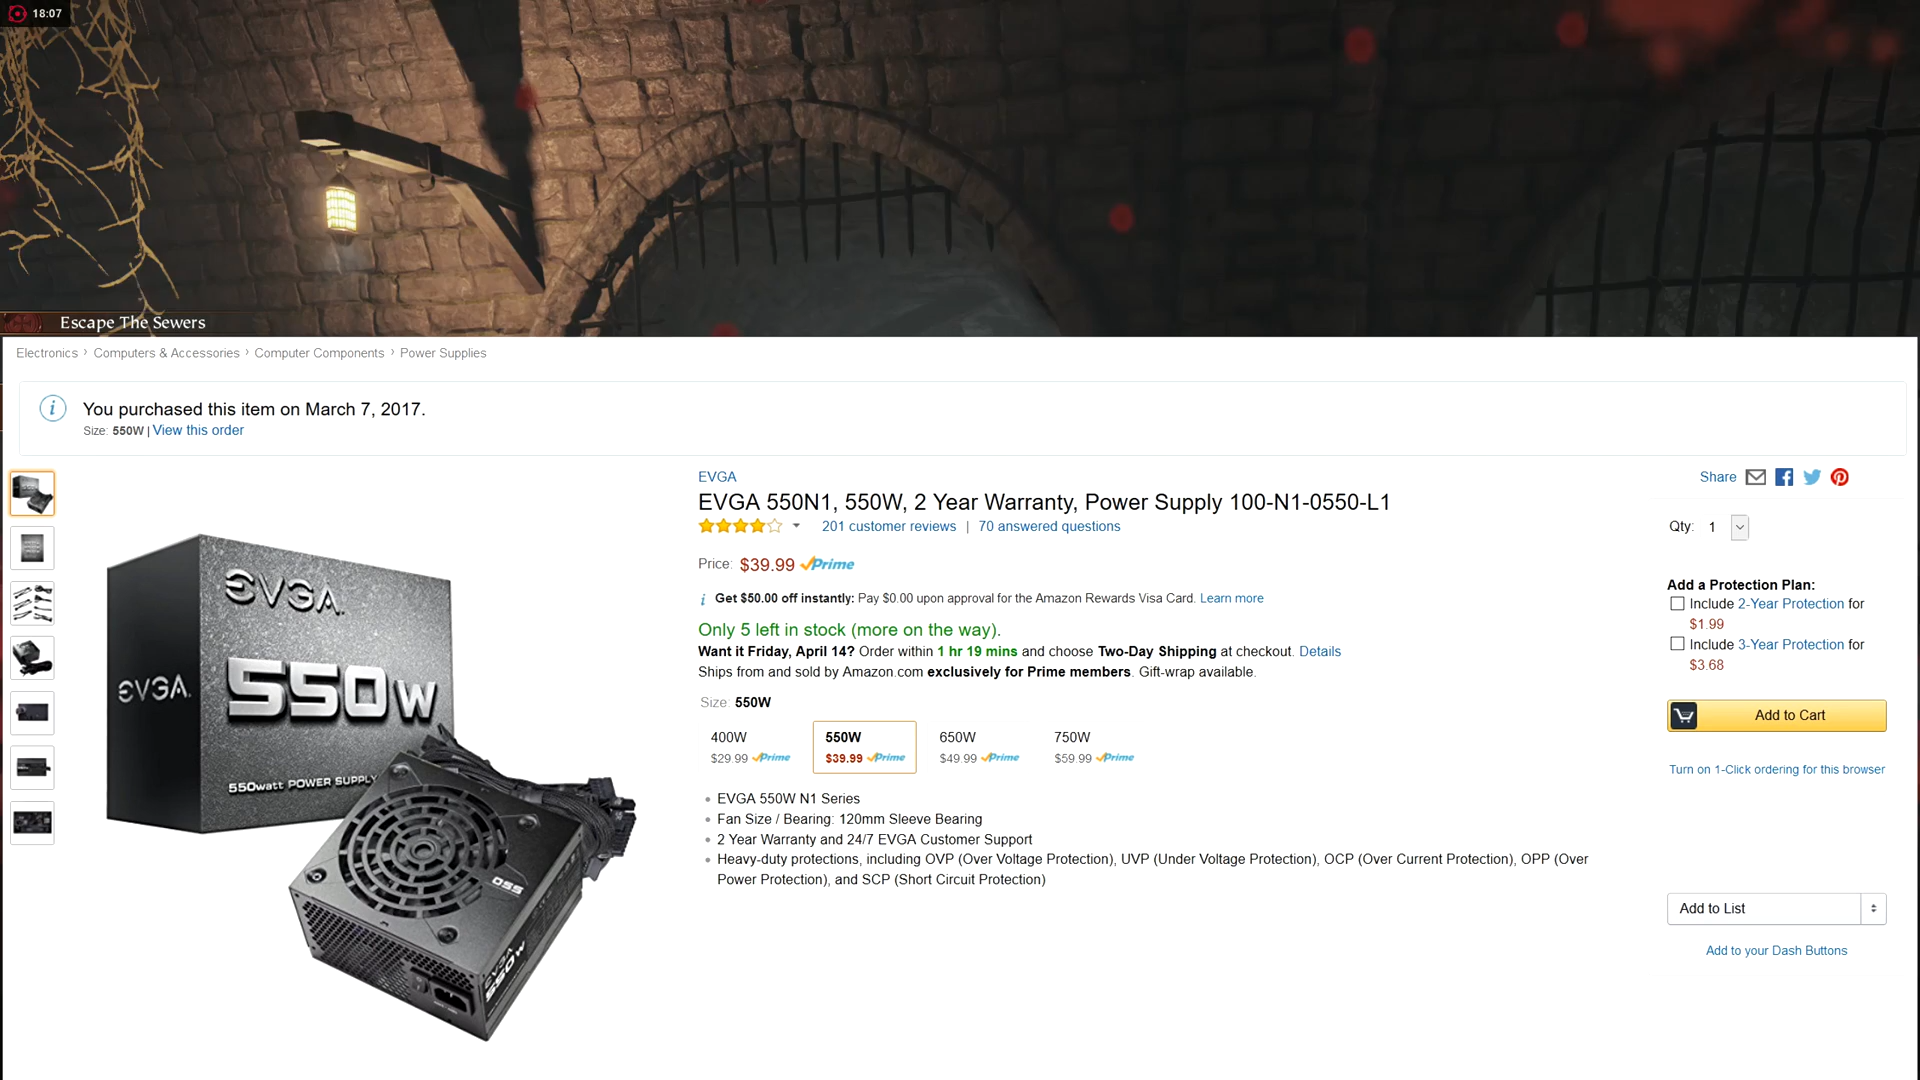 18:07
Escape The Sewers
Electronics › Computers & Accessories › Computer Components › Power Supplies
You purchased this item on March 7, 2017.
Size: 550W | View this order
EVGA
EVGA 550N1, 550W, 2 Year Warranty, Power Supply 100-N1-0550-L1
201 customer reviews | 70 answered questions
Price: $39.99 Prime
Get $50.00 off instantly: Pay $0.00 upon approval for the Amazon Rewards Visa Card. Learn more
Only 5 left in stock (more on the way).
Want it Friday, April 14? Order within 1 hr 19 mins and choose Two-Day Shipping at checkout. Details
Ships from and sold by Amazon.com exclusively for Prime members. Gift-wrap available.
Size: 550W
400W
$29.99 Prime
550W
$39.99 Prime
650W
$49.99 Prime
750W
$59.99 Prime
EVGA 550W N1 Series
Fan Size / Bearing: 120mm Sleeve Bearing
2 Year Warranty and 24/7 EVGA Customer Support
Heavy-duty protections, including OVP (Over Voltage Protection), UVP (Under Voltage Protection), OCP (Over Current Protection), OPP (Over
Power Protection), and SCP (Short Circuit Protection)
EVGA
EVGA
550W
550watt POWER SUPPLY
550
EVGA
550W
Share
Qty: 1
Add a Protection Plan:
Include 2-Year Protection for
$1.99
Include 3-Year Protection for
$3.68
Add to Cart
Turn on 1-Click ordering for this browser
Add to List
Add to your Dash Buttons